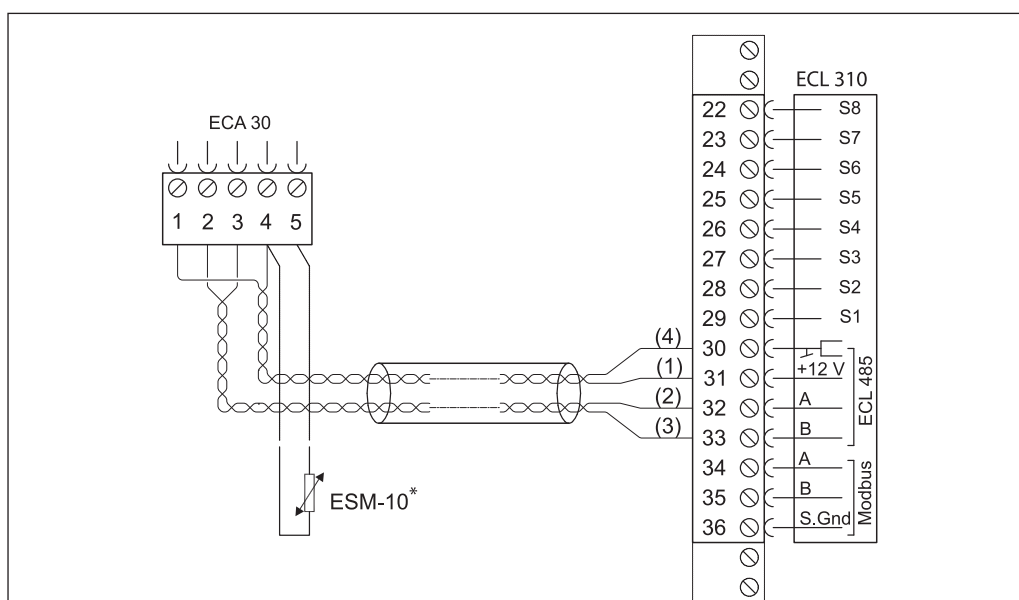 ECL 310
ECA 30
1 2 3 4 5
22 S8
23 S7
24 S6
25 S5
26 S4
27 S3
28 S2
29 S1
(4) 30
(1) 31 +12 V
(2) 32 A
(3) 33 B
ECL 485
34 A
35 B
36 S.Gnd
Modbus
ESM-10*